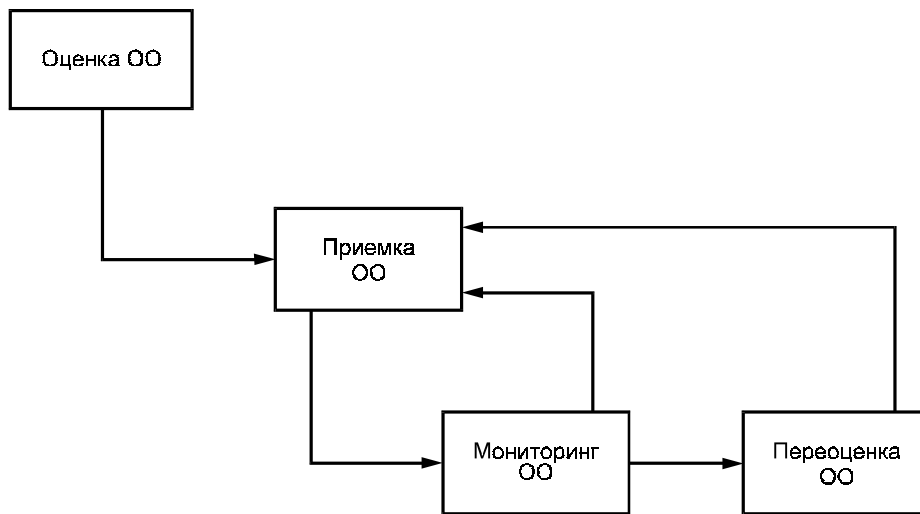 Оценка ОО
Приемка
ОО
Мониторинг
ОО
Переоценка
ОО